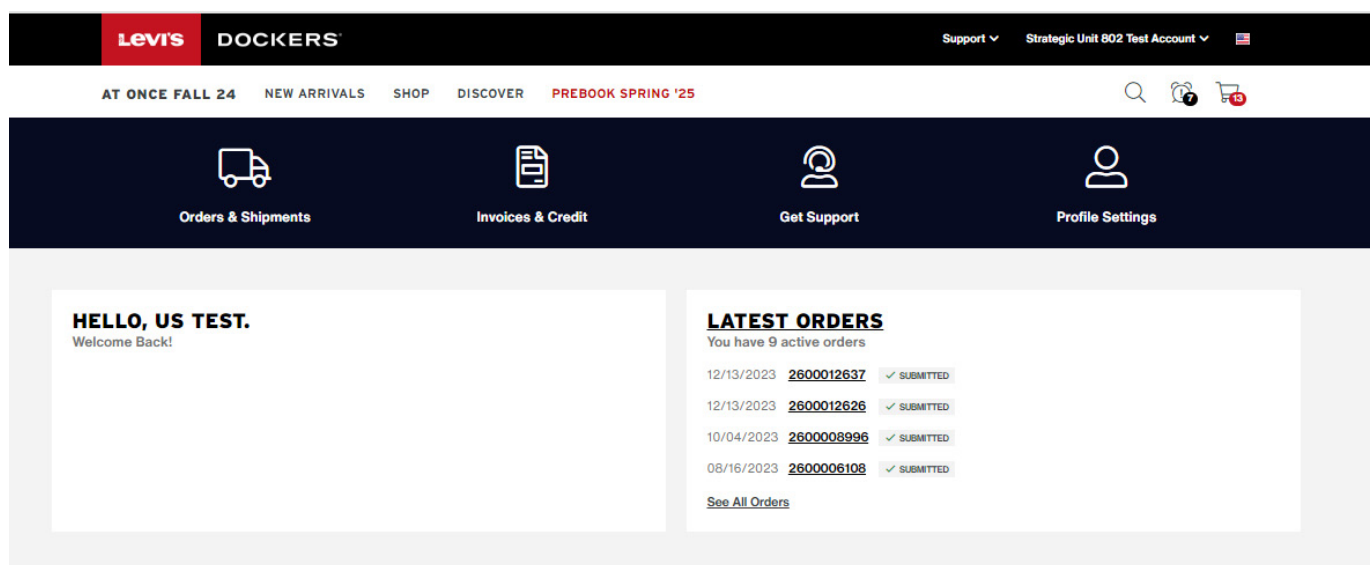 Levi's DOCKERS Support Strategic Unit 802 Test Account
AT ONCE FALL 24 NEW ARRIVALS SHOP DISCOVER PREBOOK SPRING '25 7 13
Orders & Shipments Invoices & Credit Get Support Profile Settings
HELLO, US TEST.
Welcome Back!
LATEST ORDERS
You have 9 active orders
12/13/2023 2600012637 ✓ SUBMITTED
12/13/2023 2600012626 ✓ SUBMITTED
10/04/2023 2600008996 ✓ SUBMITTED
08/16/2023 2600006108 ✓ SUBMITTED
See All Orders